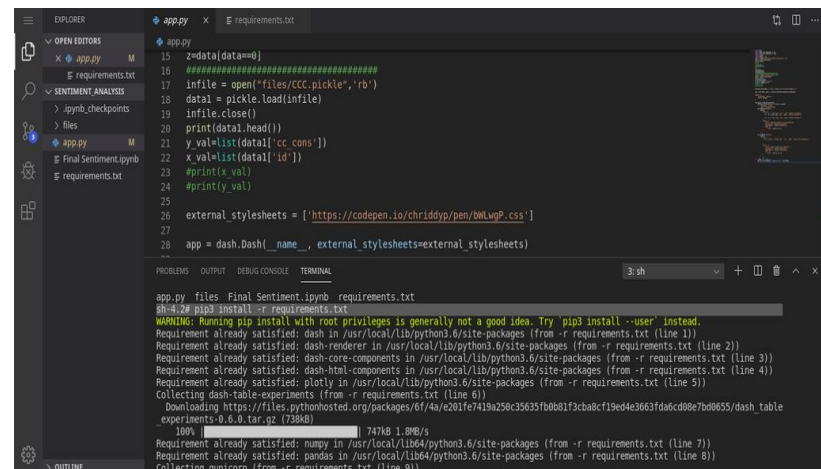 EXPLORER
app.py
requirements.txt
OPEN EDITORS
app.py M
requirements.txt
SENTIMENT_ANALYSIS
.ipynb_checkpoints
files
app.py M
Final Sentiment.ipynb
requirements.txt
3
OUTLINE
app.py
15 z=data[data==0]
16 ######################################
17 infile = open("files/CCC.pickle",'rb')
18 data1 = pickle.load(infile)
19 infile.close()
20 print(data1.head())
21 y_val=list(data1['cc_cons'])
22 x_val=list(data1['id'])
23 #print(x_val)
24 #print(y_val)
25
26 external_stylesheets = ['https://codepen.io/chriddyp/pen/bWLwgP.css']
27
28 app = dash.Dash(__name__, external_stylesheets=external_stylesheets)
PROBLEMS OUTPUT DEBUG CONSOLE TERMINAL 3: sh
app.py files Final Sentiment.ipynb requirements.txt
sh-4.2# pip3 install -r requirements.txt
WARNING: Running pip install with root privileges is generally not a good idea. Try `pip3 install --user` instead.
Requirement already satisfied: dash in /usr/local/lib/python3.6/site-packages (from -r requirements.txt (line 1))
Requirement already satisfied: dash-renderer in /usr/local/lib/python3.6/site-packages (from -r requirements.txt (line 2))
Requirement already satisfied: dash-core-components in /usr/local/lib/python3.6/site-packages (from -r requirements.txt (line 3))
Requirement already satisfied: dash-html-components in /usr/local/lib/python3.6/site-packages (from -r requirements.txt (line 4))
Requirement already satisfied: plotly in /usr/local/lib/python3.6/site-packages (from -r requirements.txt (line 5))
Collecting dash-table-experiments (from -r requirements.txt (line 6))
Downloading https://files.pythonhosted.org/packages/6f/4a/e201fe7419a250c35635fb0b81f3cba8cf19ed4e3663fda6cd08e7bd0655/dash_table
_experiments-0.6.0.tar.gz (738kB)
100% | | 747kB 1.8MB/s
Requirement already satisfied: numpy in /usr/local/lib64/python3.6/site-packages (from -r requirements.txt (line 7))
Requirement already satisfied: pandas in /usr/local/lib64/python3.6/site-packages (from -r requirements.txt (line 8))
Collecting gunicorn (from -r requirements.txt (line 9))